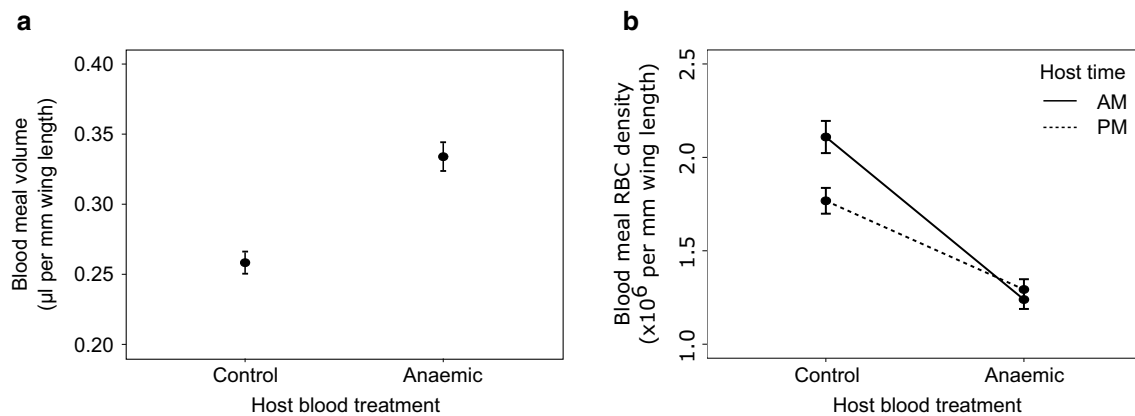 a
Blood meal volume
(µl per mm wing length)
0.40
0.35
0.30
0.25
0.20
Control
Anaemic
Host blood treatment
b
Blood meal RBC density
(x10⁶ per mm wing length)
2.5
2.0
1.5
1.0
Host time
AM
PM
Control
Anaemic
Host blood treatment